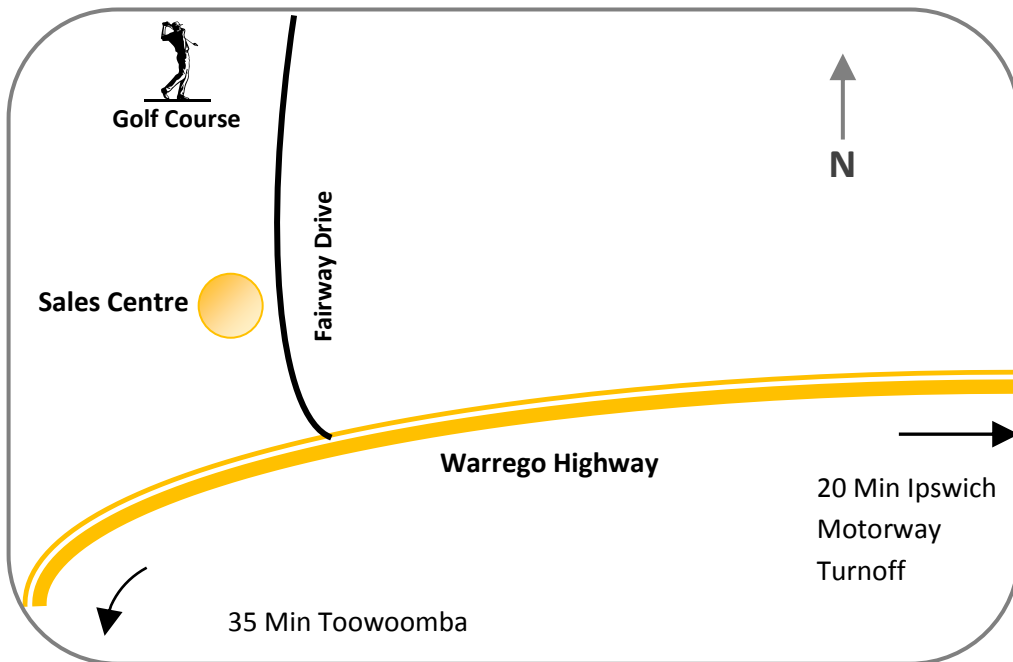 Golf Course
N
Fairway Drive
Sales Centre
Warrego Highway
20 Min Ipswich
Motorway
Turnoff
35 Min Toowoomba